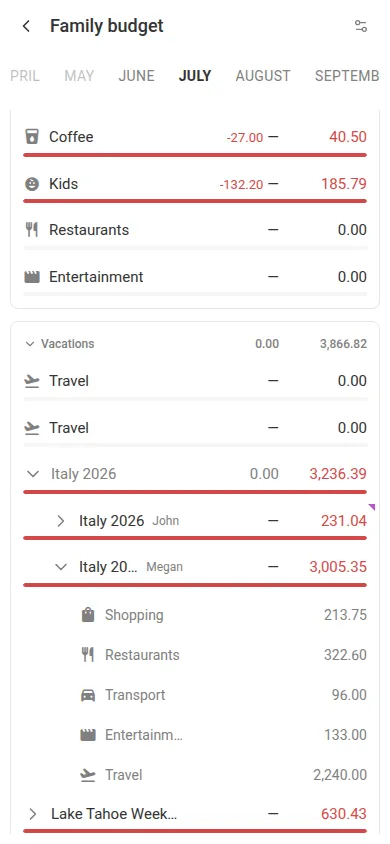 Family budget
PRIL MAY JUNE JULY AUGUST SEPTEMB
Coffee -27.00 — 40.50
Kids -132.20 — 185.79
Restaurants — 0.00
Entertainment — 0.00
Vacations 0.00 3,866.82
Travel — 0.00
Travel — 0.00
Italy 2026 0.00 3,236.39
Italy 2026 John — 231.04
Italy 20... Megan — 3,005.35
Shopping 213.75
Restaurants 322.60
Transport 96.00
Entertainm... 133.00
Travel 2,240.00
Lake Tahoe Week... — 630.43